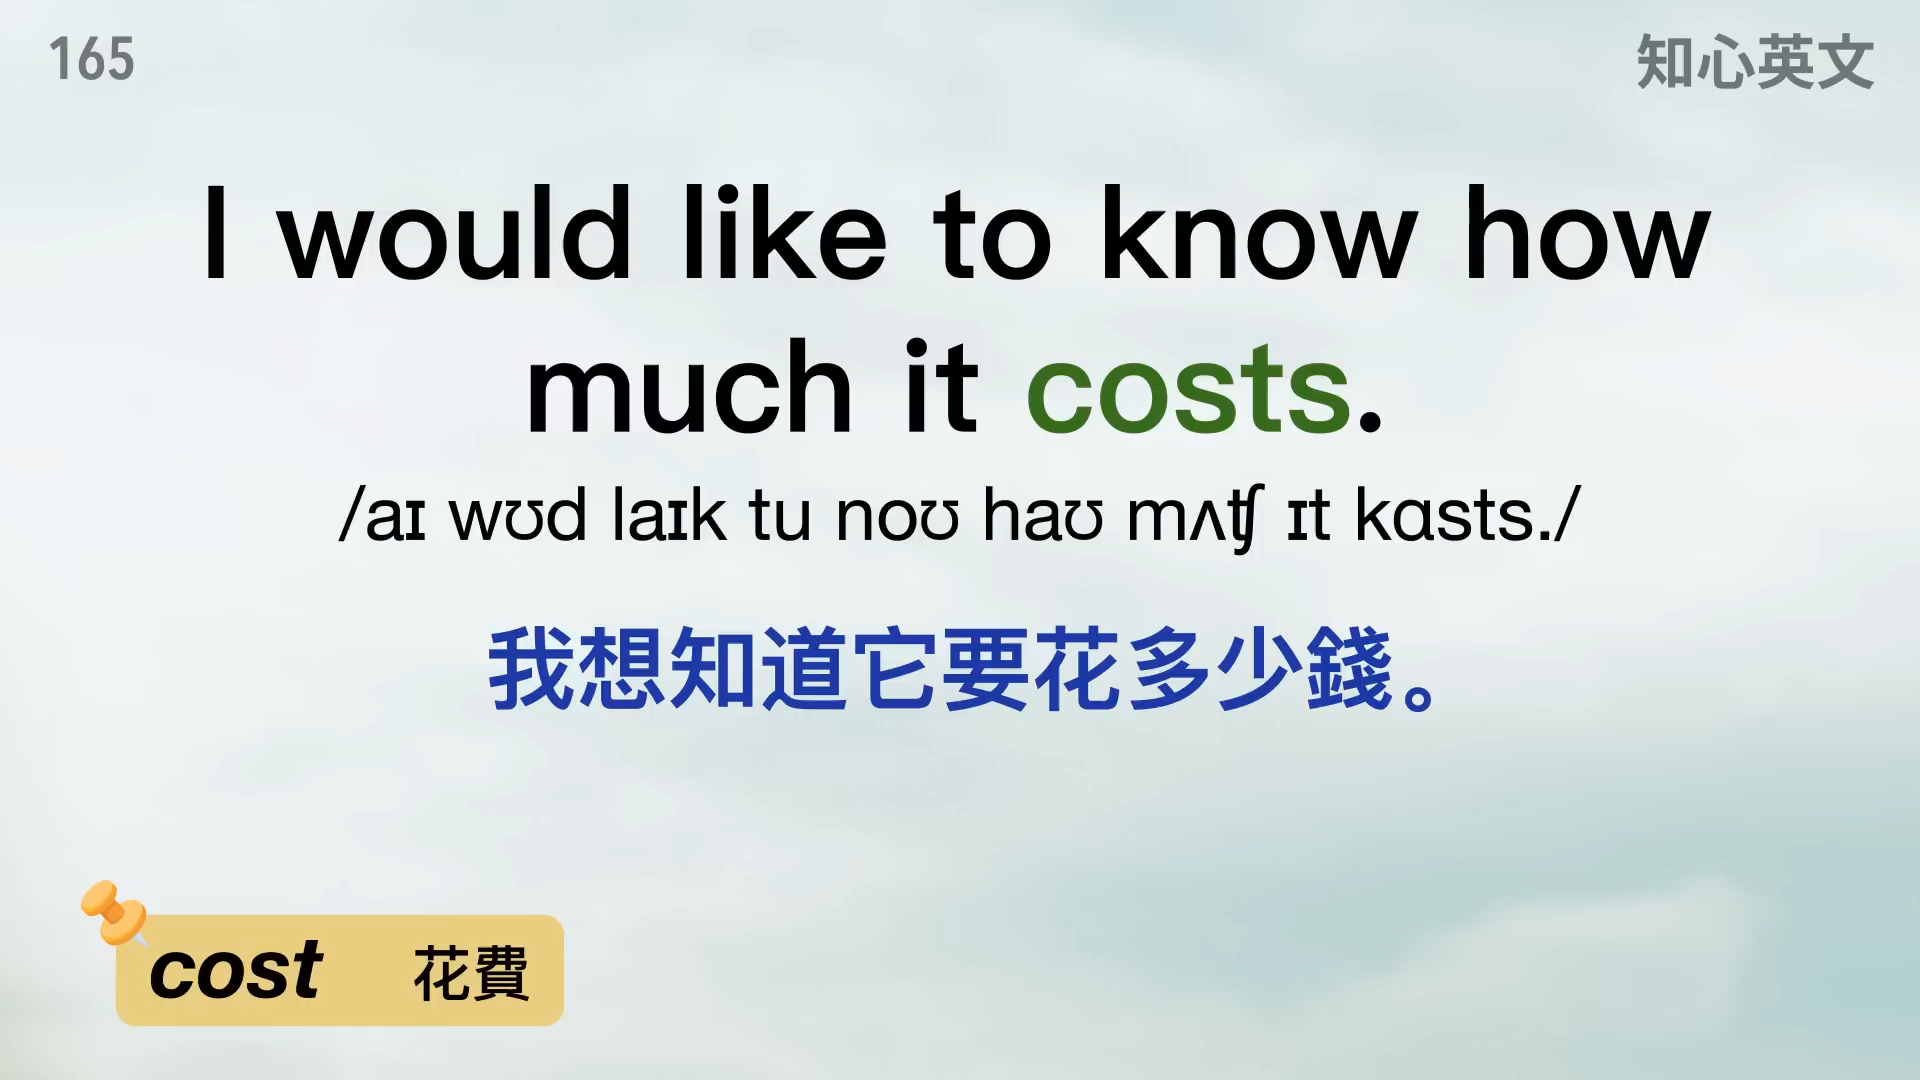 165
知心英文
I would like to know how
much it costs.
/aɪ wʊd laɪk tu noʊ haʊ mʌʧ ɪt kɑsts./
我想知道它要花多少錢。
cost 花費